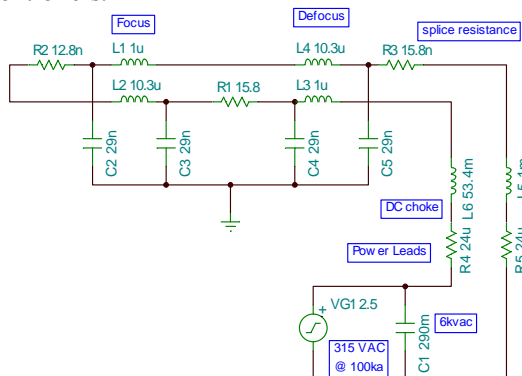 Focus
Defocus
splice resistance
R2 12.8n
L1 1u
L4 10.3u
R3 15.8n
L2 10.3u
R1 15.8
L3 1u
C2 29n
C3 29n
C4 29n
C5 29n
DC choke
L6 53.4m
Power Leads
R4 24u
VG1 2.5
6kvac
C1 290m
315 VAC
@ 100ka